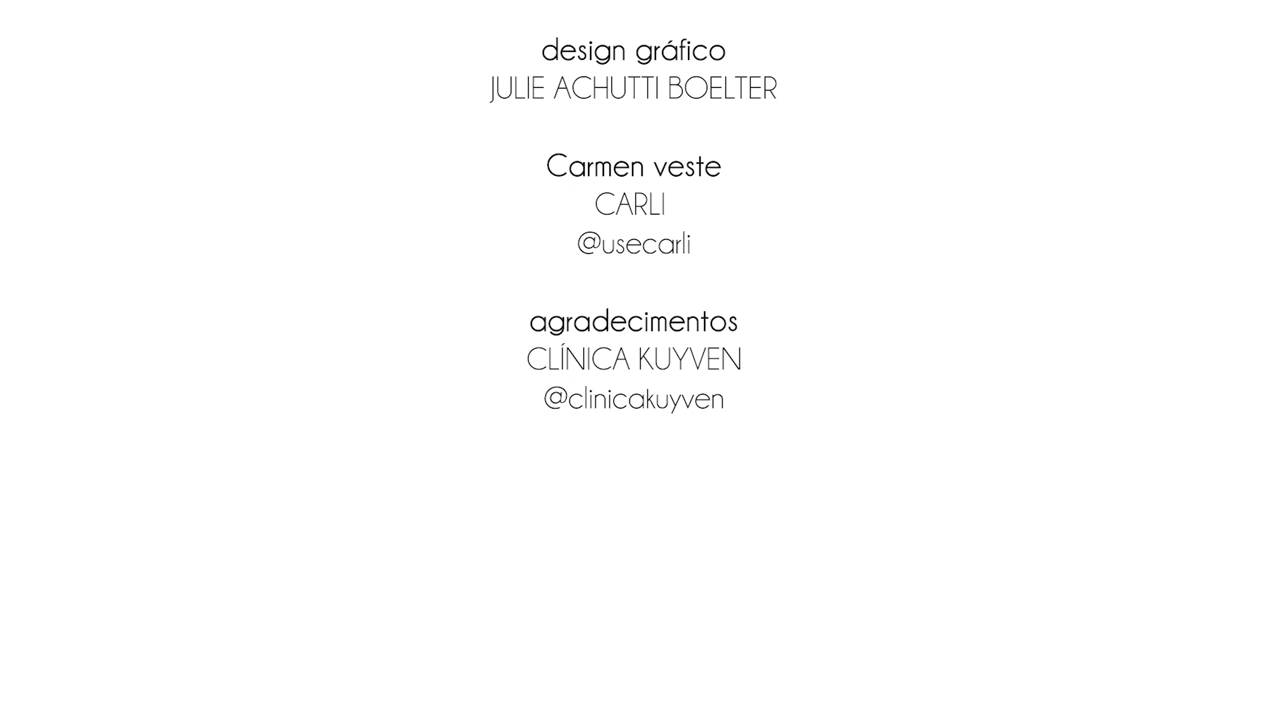 design gráfico
JULIE ACHUTTI BOELTER
Carmen veste
CARLI
@usecarli
agradecimentos
CLÍNICA KUYVEN
@clinicakuyven